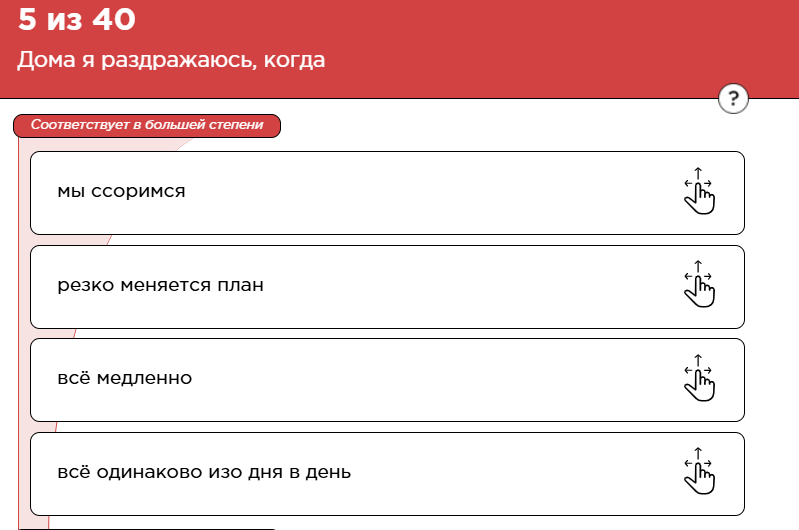 5 из 40
Дома я раздражаюсь, когда
?
Соответствует в большей степени
мы ссоримся
резко меняется план
всё медленно
всё одинаково изо дня в день